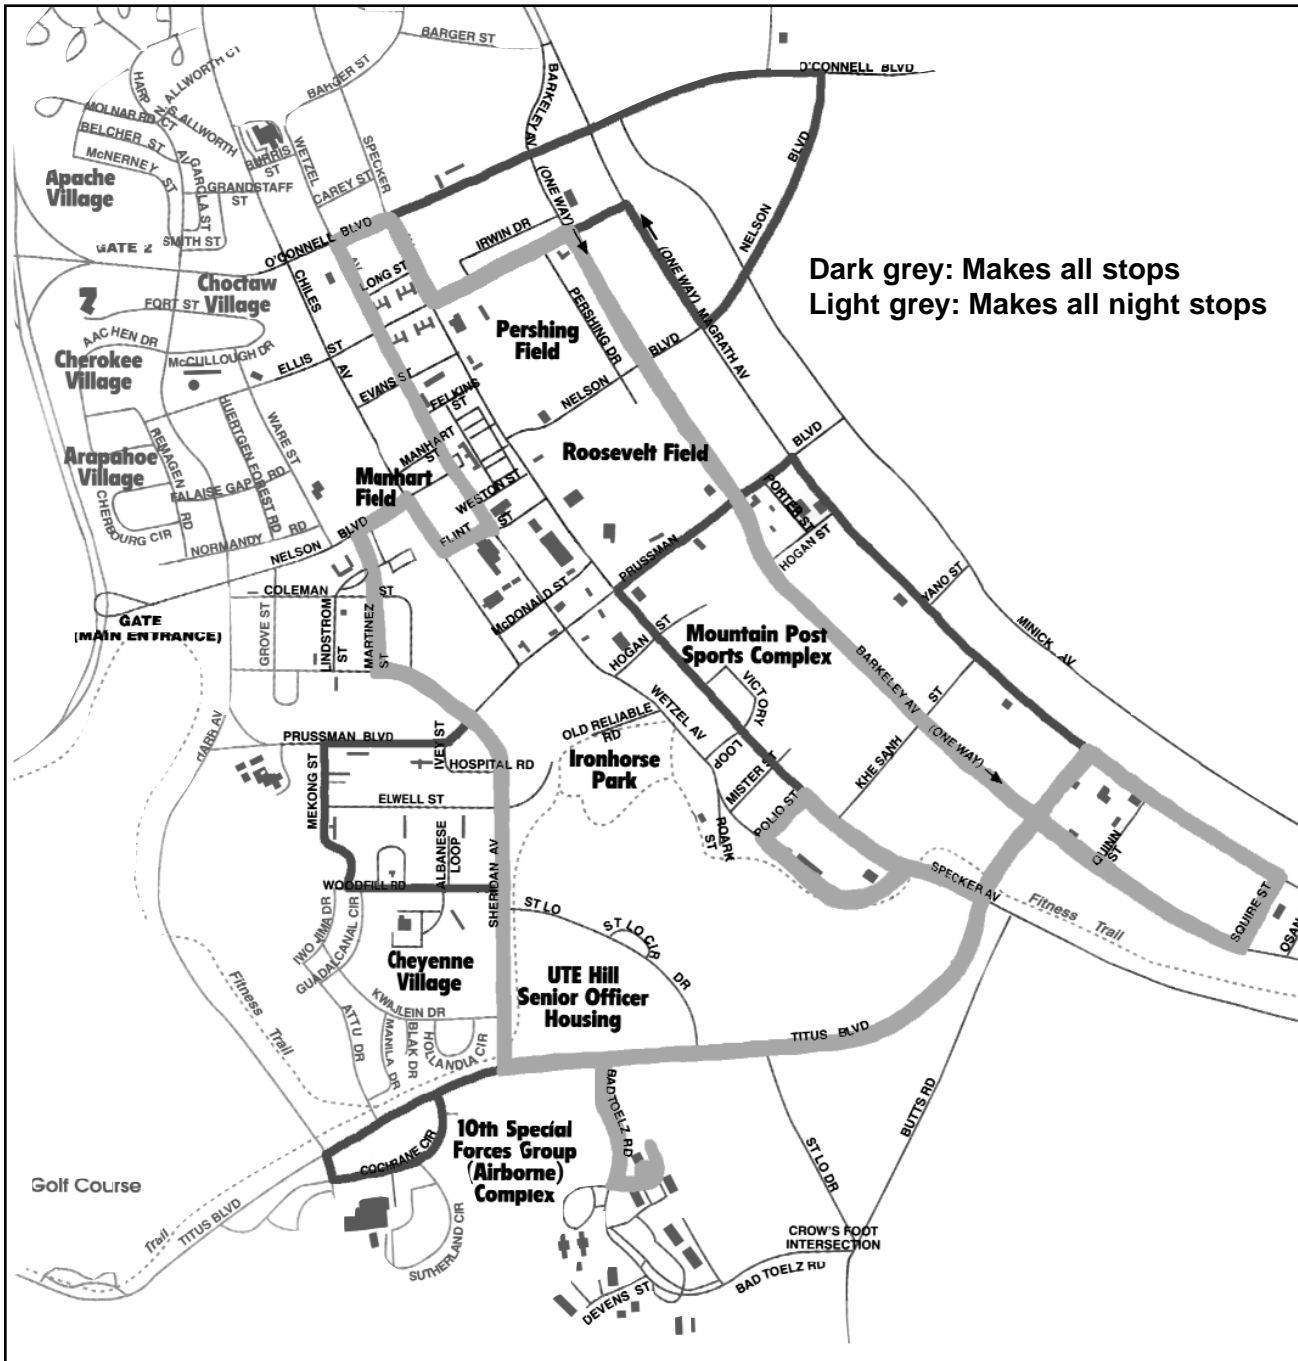 BARGER ST
O'CONNELL BLVD
HARP CT
N. ALLWORTH CT
BARGER ST
BARKELEY AV
MOLNAR RD
S. ALLWORTH
BELCHER ST
McNERNEY ST
AV
GARCIA ST
BURRIS ST
WETZEL
SPECKER
CAREY ST
GRANDSTAFF ST
Apache
Village
SMITH ST
GATE 2
O'CONNELL BLVD
(ONE WAY)
IRWIN DR
(ONE WAY)
MAGRATH AV
NELSON
BLVD
Dark grey: Makes all stops
Light grey: Makes all night stops
Choctaw
Village
CHILES
AV
AV
LONG ST
FORT ST
AACHEN DR
McCULLOUGH DR
Cherokee
Village
ELLIS ST
EVANS ST
FELKINS ST
Pershing
Field
PERSHING DR
NELSON
BLVD
HUERTGEN FOREST RD
WARE ST
REMAGEN RD
Arapahoe
Village
FALAISE GAP RD
CHERBOURG CIR
NORMANDY RD
Manhart
Field
MANHART ST
WESTON ST
FLINT ST
Roosevelt Field
BLVD
PORTER ST
HOGAN ST
PRUSSMAN
NELSON BLVD
GATE
(MAIN ENTRANCE)
COLEMAN ST
GROVE ST
LINDSTROM ST
MARTINEZ ST
McDONALD ST
HOGAN ST
Mountain Post
Sports Complex
YANO ST
MINICK AV
BARKELEY AV
(ONE WAY)
VICTORY
LOOP
WETZEL AV
OLD RELIABLE RD
Ironhorse
Park
MISTER ST
POLIO ST
ROARK ST
KHE SANH ST
HARR AV
PRUSSMAN BLVD
IVEY ST
HOSPITAL RD
MEKONG ST
ELWELL ST
ALBANESE LOOP
WOODFILL RD
SHERIDAN AV
SPECKER AV
Fitness Trail
QUINN ST
SQUIRE ST
OSAN
IWO JIMA DR
GUADALCANAL CIR
Cheyenne
Village
ST LO
ST LO CIR
DR
UTE Hill
Senior Officer
Housing
KWAJLEIN DR
ATTU DR
MANILA DR
BLAK DR
HOLLANDIA CIR
Fitness Trail
TITUS BLVD
BAD TOELZ RD
BUTTS RD
ST LO DR
10th Special
Forces Group
(Airborne)
Complex
COCHRANE CIR
Golf Course
Trail
TITUS BLVD
SUTHERLAND CIR
CROW'S FOOT
INTERSECTION
BAD TOELZ RD
DEVENS ST